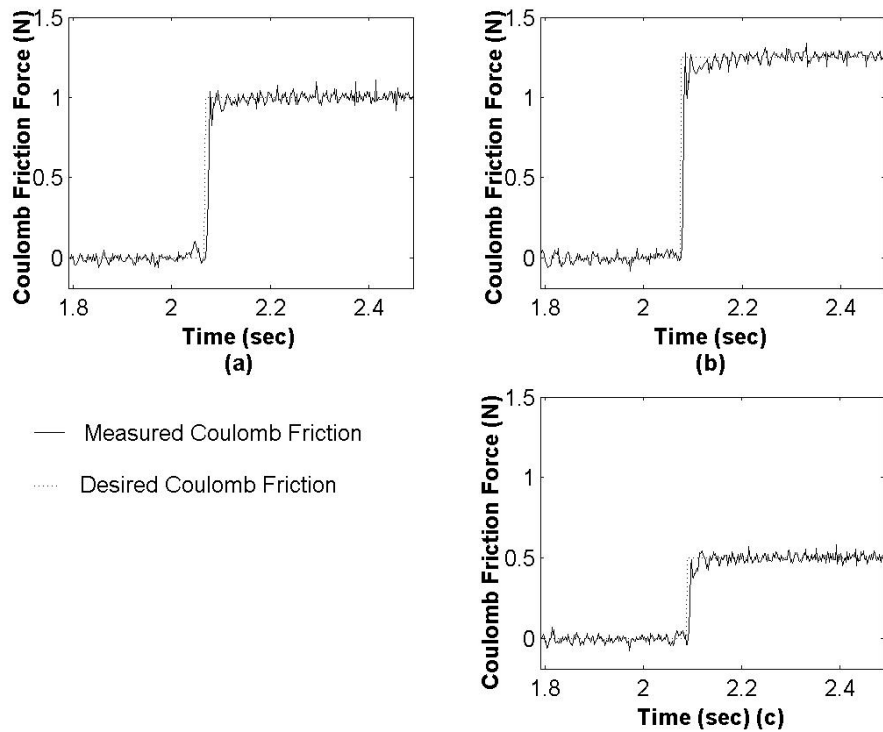 Coulomb Friction Force (N)
1.5
1
0.5
0
1.8
2
2.2
2.4
Time (sec)
(a)
Coulomb Friction Force (N)
1.5
1
0.5
0
1.8
2
2.2
2.4
Time (sec)
(b)
Measured Coulomb Friction
Desired Coulomb Friction
Coulomb Friction Force (N)
1.5
1
0.5
0
1.8
2
2.2
2.4
Time (sec) (c)